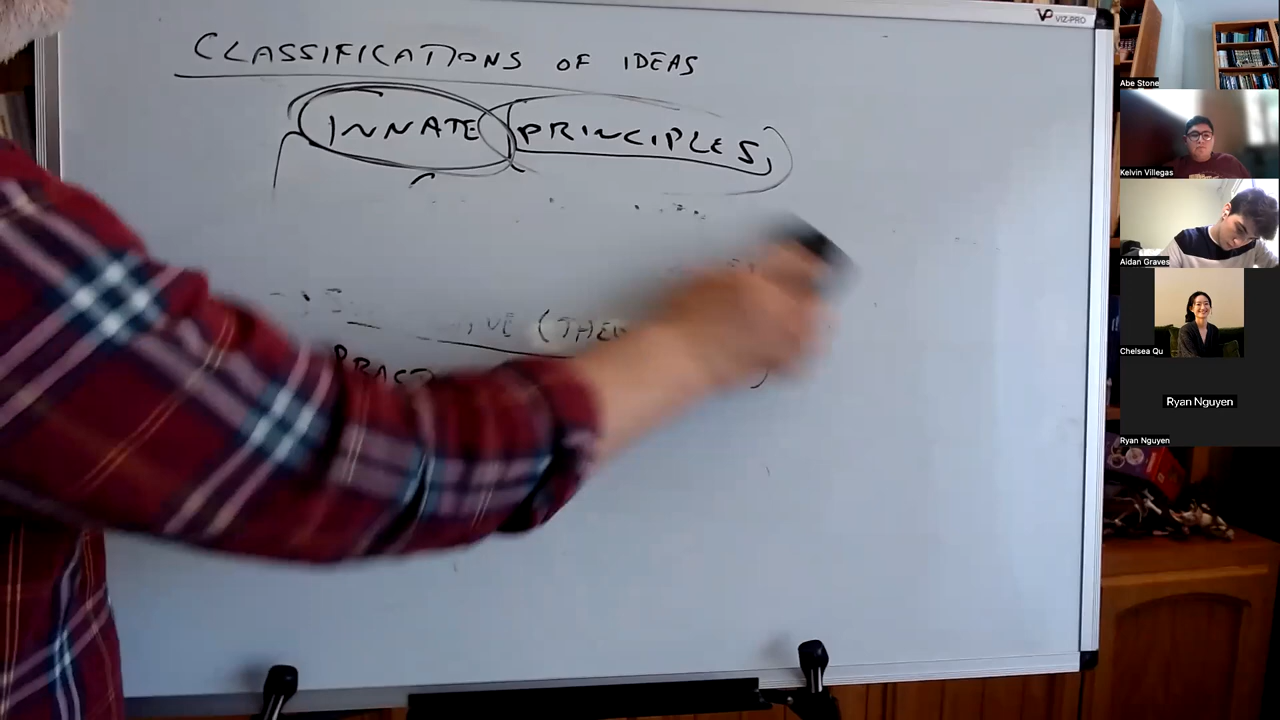 CLASSIFICATIONS OF IDEAS
INNATE PRINCIPLES
VIZ-PRO
Abe Stone
Kelvin Villegas
Aidan Graves
Chelsea Qu
Ryan Nguyen
Ryan Nguyen